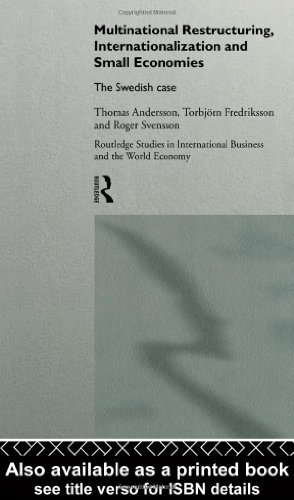 Multinational Restructuring,
Internationalization and
Small Economies
The Swedish case
Thomas Andersson, Torbjörn Fredriksson
and Roger Svensson
Routledge Studies in International Business
and the World Economy
ROUTLEDGE
Also available as a printed book
see title verso for ISBN details